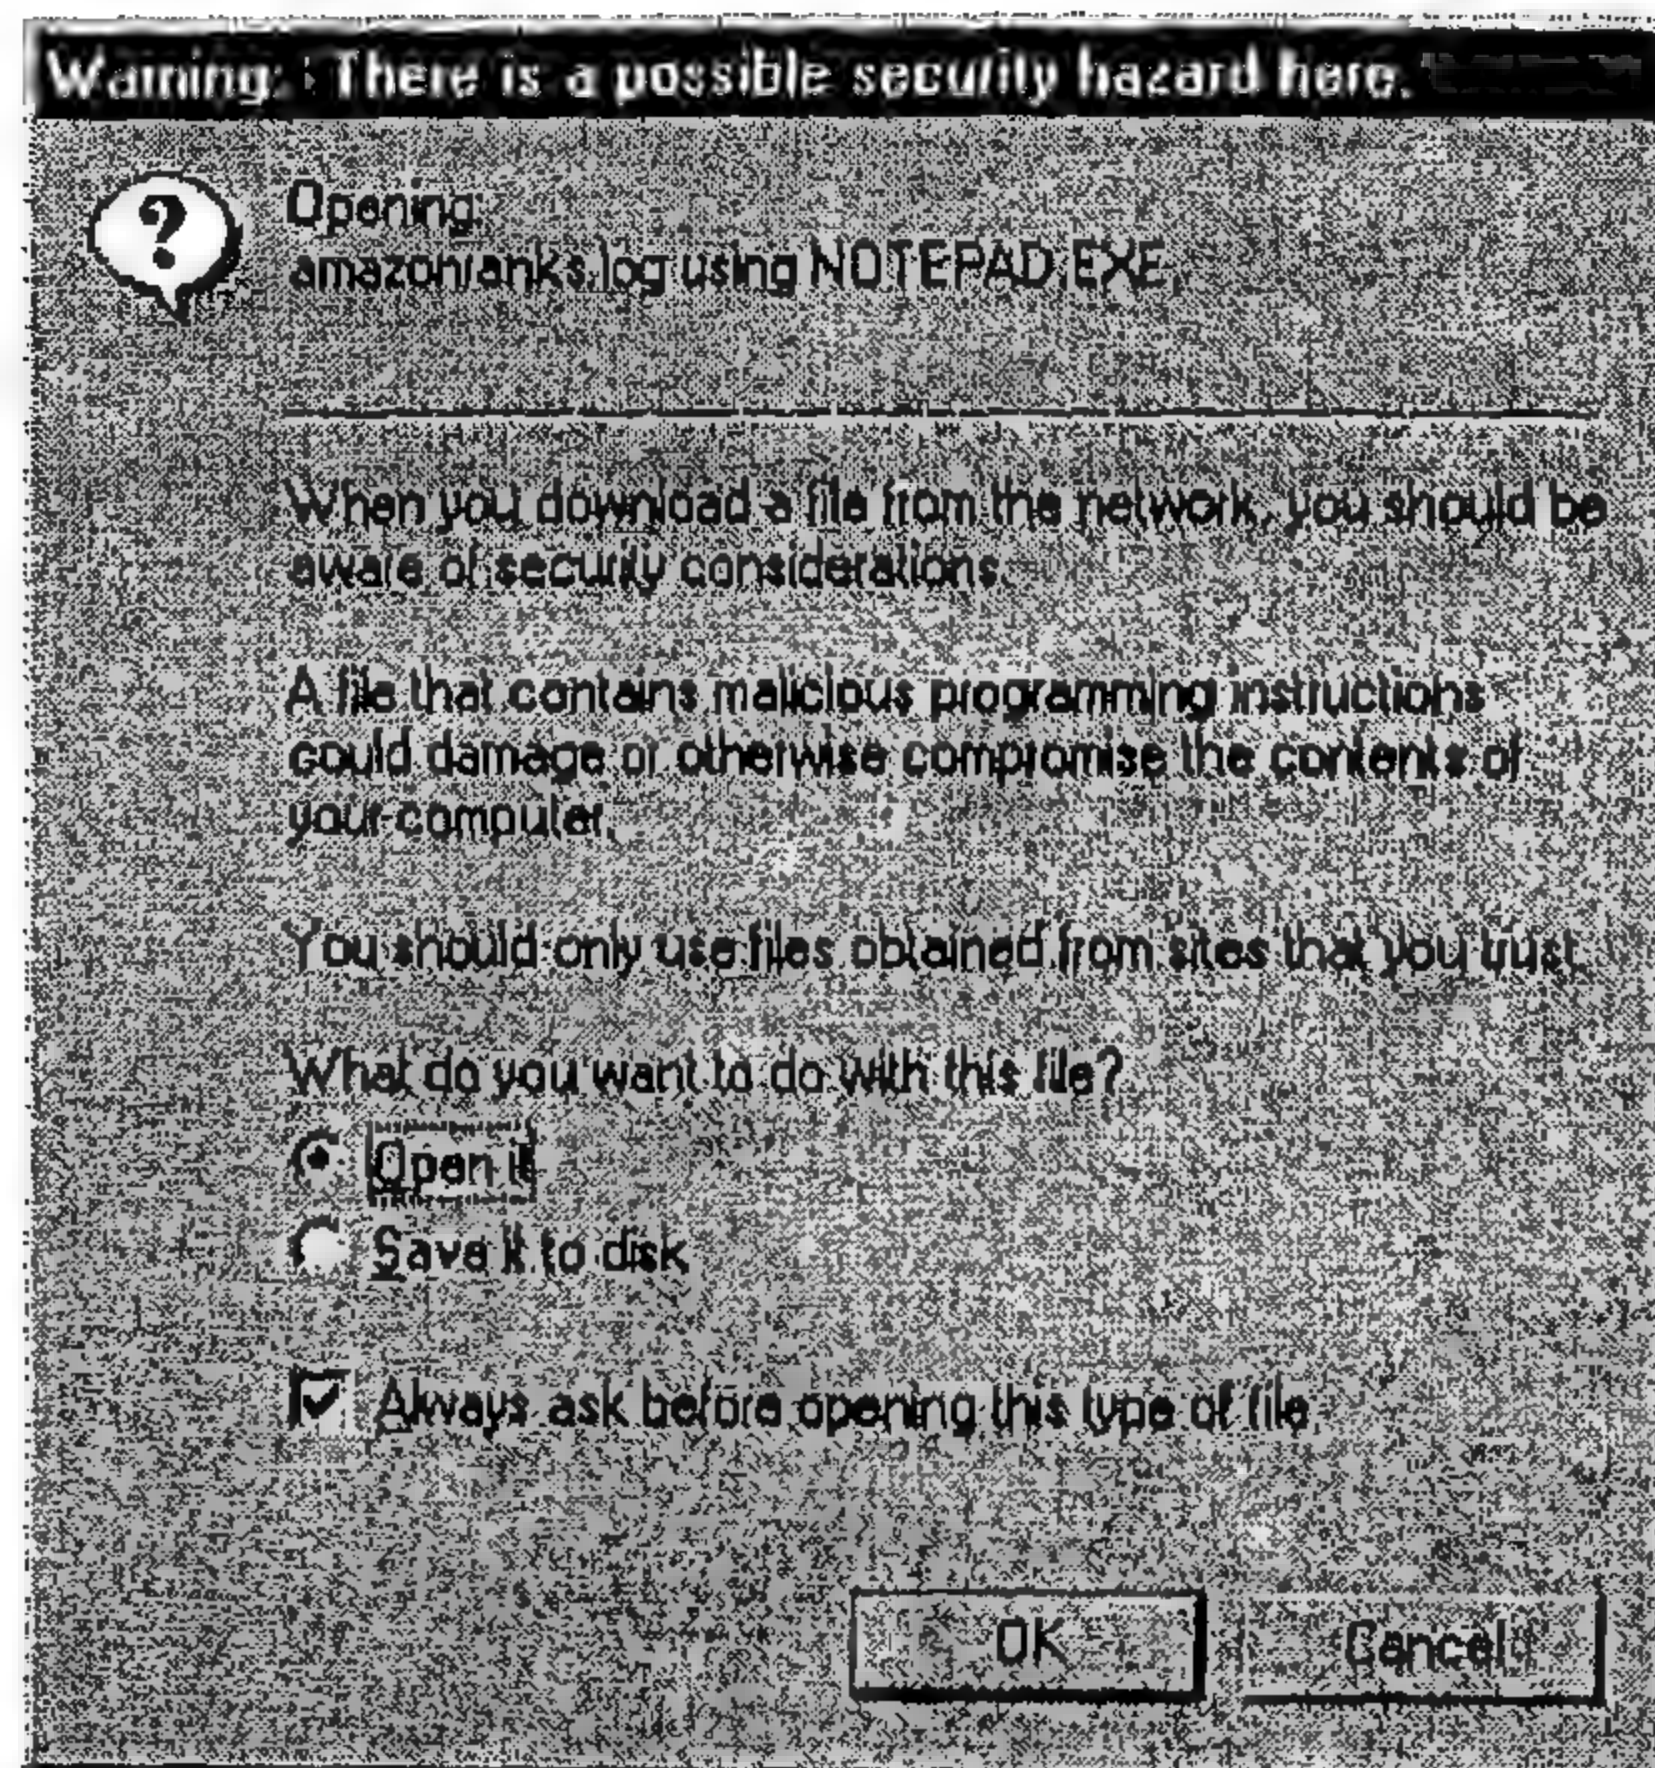 Warning: There is a possible security hazard here.
?
Opening:
amazonranks.log using NOTEPAD.EXE.
When you download a file from the network, you should be
aware of security considerations.
A file that contains malicious programming instructions
could damage or otherwise compromise the contents of
your computer.
You should only use files obtained from sites that you trust.
What do you want to do with this file?
Open it
Save it to disk
Always ask before opening this type of file
OK Cancel